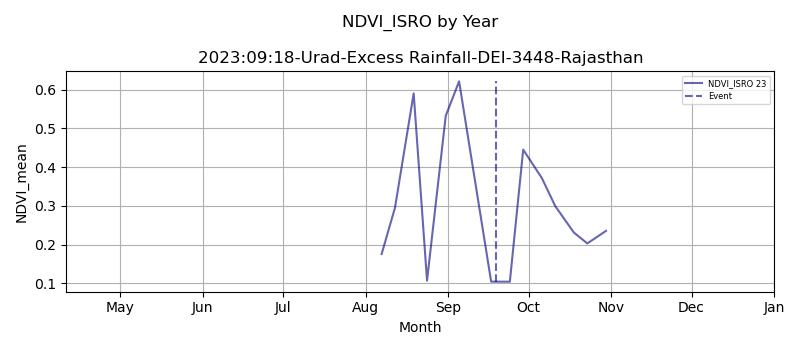 NDVI_ISRO by Year
2023:09:18-Urad-Excess Rainfall-DEI-3448-Rajasthan
NDVI_ISRO 23
Event
0.6
0.5
0.4
0.3
0.2
0.1
NDVI_mean
May Jun Jul Aug Sep Oct Nov Dec Jan
Month